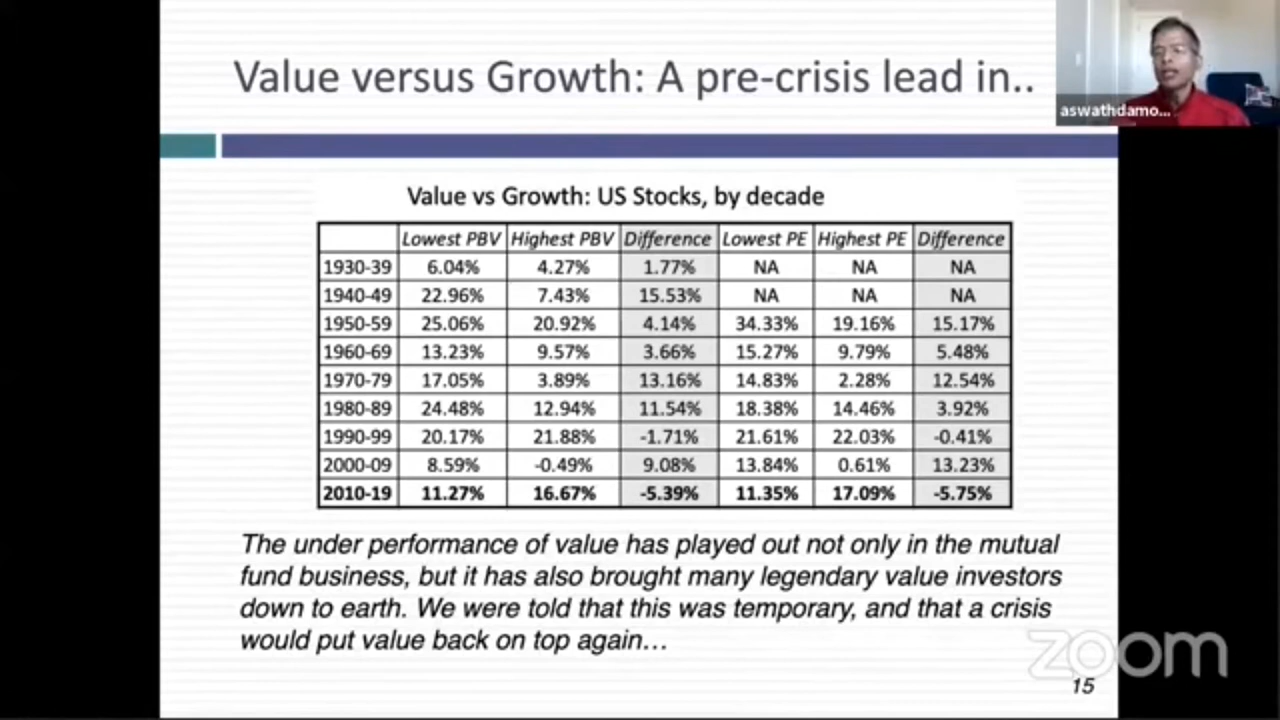 Value versus Growth: A pre-crisis lead in..
aswathdamo...
Value vs Growth: US Stocks, by decade
Lowest PBV Highest PBV Difference Lowest PE Highest PE Difference
1930-39 6.04% 4.27% 1.77% NA NA NA
1940-49 22.96% 7.43% 15.53% NA NA NA
1950-59 25.06% 20.92% 4.14% 34.33% 19.16% 15.17%
1960-69 13.23% 9.57% 3.66% 15.27% 9.79% 5.48%
1970-79 17.05% 3.89% 13.16% 14.83% 2.28% 12.54%
1980-89 24.48% 12.94% 11.54% 18.38% 14.46% 3.92%
1990-99 20.17% 21.88% -1.71% 21.61% 22.03% -0.41%
2000-09 8.59% -0.49% 9.08% 13.84% 0.61% 13.23%
2010-19 11.27% 16.67% -5.39% 11.35% 17.09% -5.75%
The under performance of value has played out not only in the mutual
fund business, but it has also brought many legendary value investors
down to earth. We were told that this was temporary, and that a crisis
would put value back on top again…
zoom
15